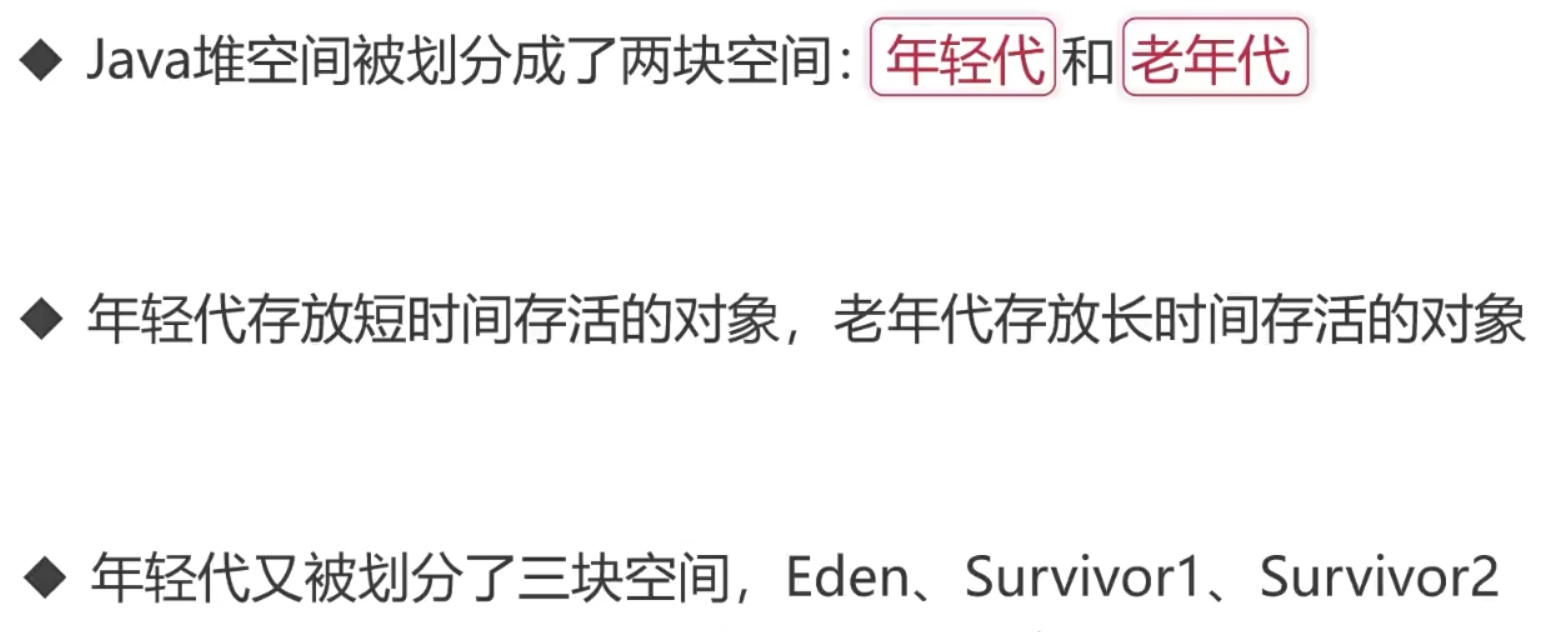 ◆ Java堆空间被划分成了两块空间：年轻代和老年代
◆ 年轻代存放短时间存活的对象，老年代存放长时间存活的对象
◆ 年轻代又被划分了三块空间，Eden、Survivor1、Survivor2